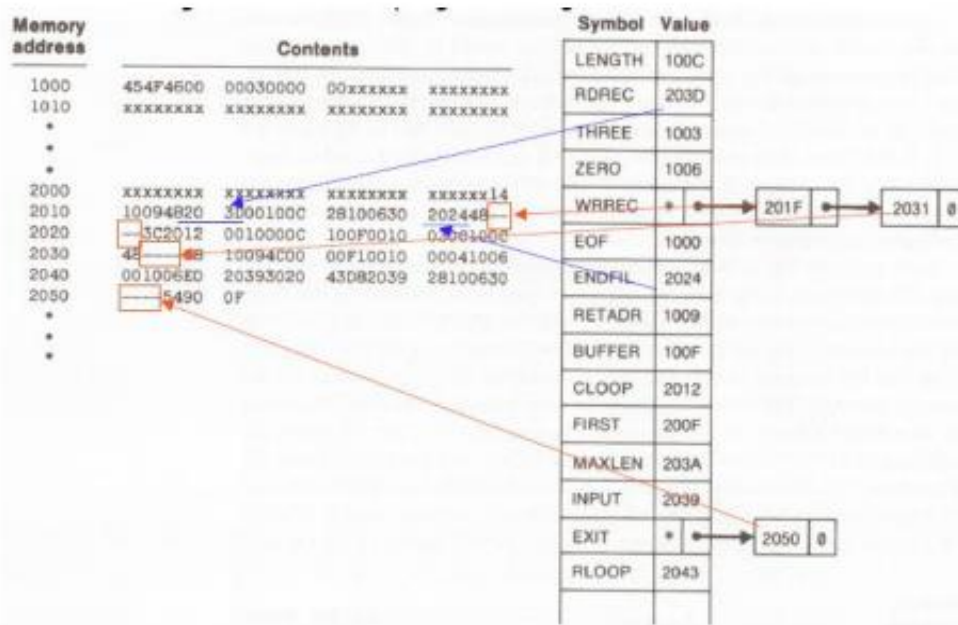 Memory address
Contents
1000 454F4600 00030000 00xxxxxx xxxxxxxx
1010 xxxxxxxx xxxxxxxx xxxxxxxx xxxxxxxx
2000 xxxxxxxx xxxxxxxx xxxxxxxx xxxxxx14
2010 10094820 3D00100C 28100630 202448--
2020 --3C2012 0010000C 100F0010
2030 48 10094C00 00F10010 00041006
2040 001006E0 20393020 43D82039 28100630
2050 5490 0F
Symbol Value
LENGTH 100C
RDREC 203D
THREE 1003
ZERO 1006
WRREC * 201F 2031 0
EOF 1000
ENDFIL 2024
RETADR 1009
BUFFER 100F
CLOOP 2012
FIRST 200F
MAXLEN 203A
INPUT 2039
EXIT * 2050 0
RLOOP 2043